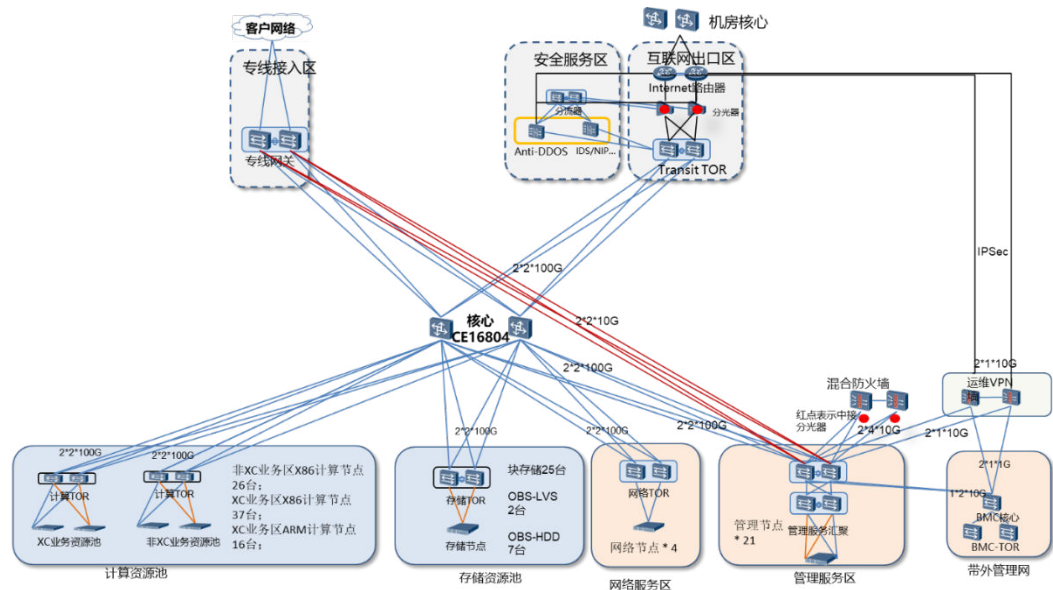 机房核心
客户网络
专线接入区
安全服务区
互联网出口区
Internet路由器
分流器
分光器
Anti-DDOS
IDS/NIP...
专线网关
Transit TOR
IPSec
2*2*100G
核心
CE16804
2*2*10G
2*2*100G
2*1*10G
混合防火墙
运维VPN
墙
红点表示中接
分光器
2*4*10G
2*1*10G
2*2*100G
2*2*100G
2*2*100G
2*2*100G
2*2*100G
2*1*1G
1*2*10G
计算TOR
计算TOR
非XC业务区X86计算节点
26台；
XC业务区X86计算节点
37台；
XC业务区ARM计算节点
16台；
XC业务资源池
非XC业务资源池
计算资源池
存储TOR
块存储25台
OBS-LVS
2台
OBS-HDD
7台
存储节点
存储资源池
网络TOR
网络节点 * 4
网络服务区
管理服务汇聚
管理节点
* 21
管理服务区
BMC核心
BMC-TOR
带外管理网